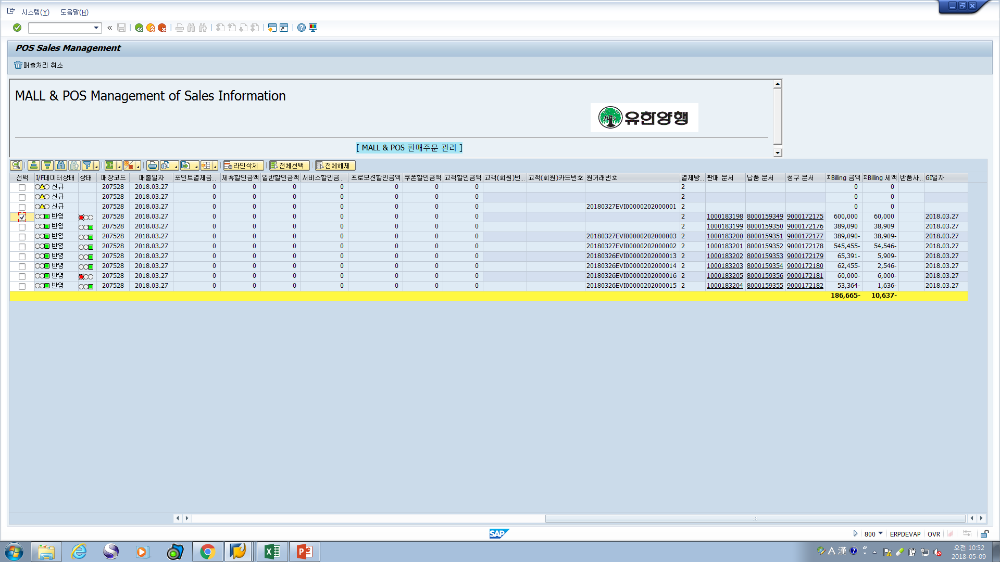 시스템(Y) 도움말(H)
POS Sales Management
매출처리 취소
MALL & POS Management of Sales Information
유한양행
[ MALL & POS 판매주문 관리 ]
라인삭제 전체선택 전체해제
선택 I/F데이터상태 상태 매장코드 매출일자 포인트결제금... 제휴할인금액 일반할인금액 서비스할인금... 프로모션할인금액 쿠폰할인금액 고객할인금액 고객(회원)번... 고객(회원)카드번호 원거래번호 결제방... 판매 문서 납품 문서 청구 문서 ΣBilling 금액 ΣBilling 세액 반품사... GI일자
신규 207528 2018.03.27 0 0 0 0 0 0 0 2 0 0
신규 207528 2018.03.27 0 0 0 0 0 0 0 2 0 0
신규 207528 2018.03.27 0 0 0 0 0 0 0 20180327EVI00000202000001 2 0 0
반영 207528 2018.03.27 0 0 0 0 0 0 0 2 1000183198 8000159349 9000172175 600,000 60,000 2018.03.27
반영 207528 2018.03.27 0 0 0 0 0 0 0 2 1000183199 8000159350 9000172176 389,090 38,909 2018.03.27
반영 207528 2018.03.27 0 0 0 0 0 0 0 20180327EVI00000202000003 2 1000183200 8000159351 9000172177 389,090- 38,909- 2018.03.27
반영 207528 2018.03.27 0 0 0 0 0 0 0 20180327EVI00000202000002 2 1000183201 8000159352 9000172178 545,455- 54,546- 2018.03.27
반영 207528 2018.03.27 0 0 0 0 0 0 0 20180326EVI00000202000013 2 1000183202 8000159353 9000172179 65,391- 5,909- 2018.03.27
반영 207528 2018.03.27 0 0 0 0 0 0 0 20180326EVI00000202000014 2 1000183203 8000159354 9000172180 62,455- 2,546- 2018.03.27
반영 207528 2018.03.27 0 0 0 0 0 0 0 20180326EVI00000202000016 2 1000183205 8000159356 9000172181 60,000- 6,000- 2018.03.27
반영 207528 2018.03.27 0 0 0 0 0 0 0 20180326EVI00000202000015 2 1000183204 8000159355 9000172182 53,364- 1,636- 2018.03.27
186,665- 10,637-
SAP
800 ERPDEVAP OVR
A 漢
오전 10:52
2018-05-09